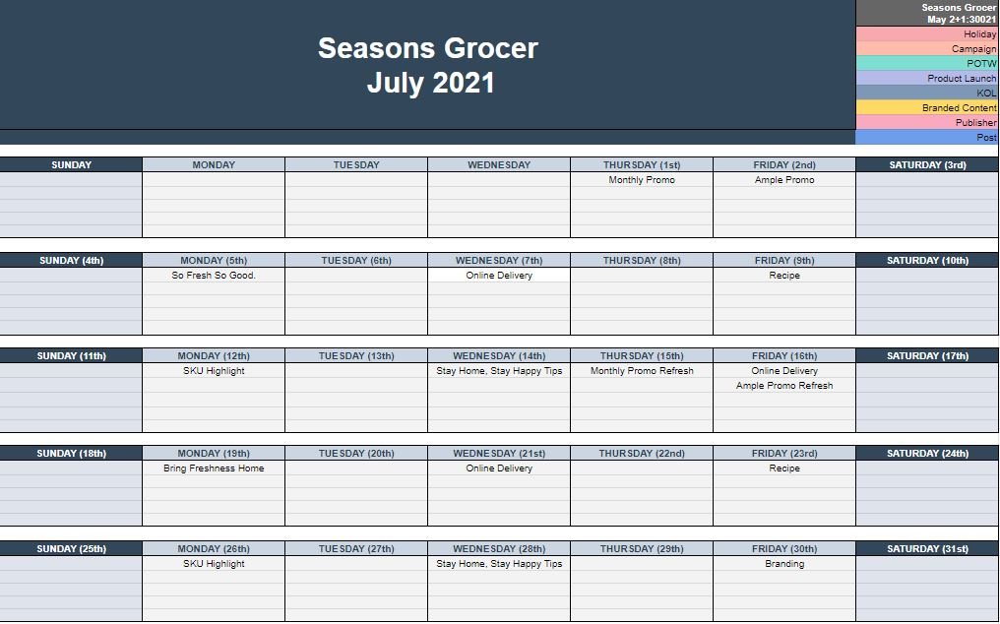 Seasons Grocer
July 2021
Seasons Grocer
May 2+1:30021
Holiday
Campaign
POTW
Product Launch
KOL
Branded Content
Publisher
Post
SUNDAY MONDAY TUESDAY WEDNESDAY THURSDAY (1st) FRIDAY (2nd) SATURDAY (3rd)
Monthly Promo Ample Promo
SUNDAY (4th) MONDAY (5th) TUESDAY (6th) WEDNESDAY (7th) THURSDAY (8th) FRIDAY (9th) SATURDAY (10th)
So Fresh So Good. Online Delivery Recipe
SUNDAY (11th) MONDAY (12th) TUESDAY (13th) WEDNESDAY (14th) THURSDAY (15th) FRIDAY (16th) SATURDAY (17th)
SKU Highlight Stay Home, Stay Happy Tips Monthly Promo Refresh Online Delivery
Ample Promo Refresh
SUNDAY (18th) MONDAY (19th) TUESDAY (20th) WEDNESDAY (21st) THURSDAY (22nd) FRIDAY (23rd) SATURDAY (24th)
Bring Freshness Home Online Delivery Recipe
SUNDAY (25th) MONDAY (26th) TUESDAY (27th) WEDNESDAY (28th) THURSDAY (29th) FRIDAY (30th) SATURDAY (31st)
SKU Highlight Stay Home, Stay Happy Tips Branding